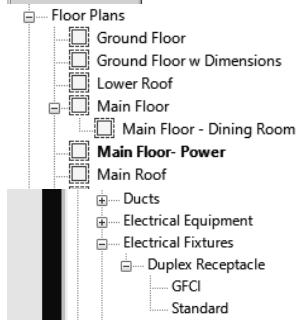 Floor Plans
Ground Floor
Ground Floor w Dimensions
Lower Roof
Main Floor
Main Floor - Dining Room
Main Floor- Power
Main Roof
Ducts
Electrical Equipment
Electrical Fixtures
Duplex Receptacle
GFCI
Standard